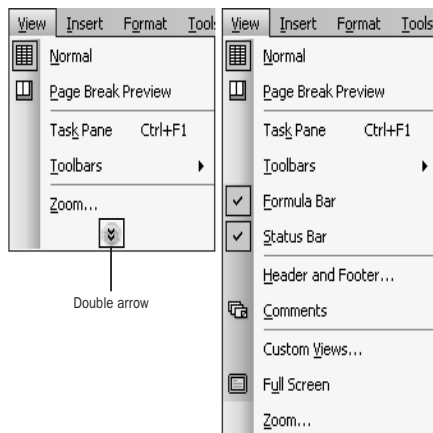 View Insert Format Tool
Normal
Page Break Preview
Task Pane Ctrl+F1
Toolbars
Zoom...
Double arrow
View Insert Format Tools
Normal
Page Break Preview
Task Pane Ctrl+F1
Toolbars
Formula Bar
Status Bar
Header and Footer...
Comments
Custom Views...
Full Screen
Zoom...